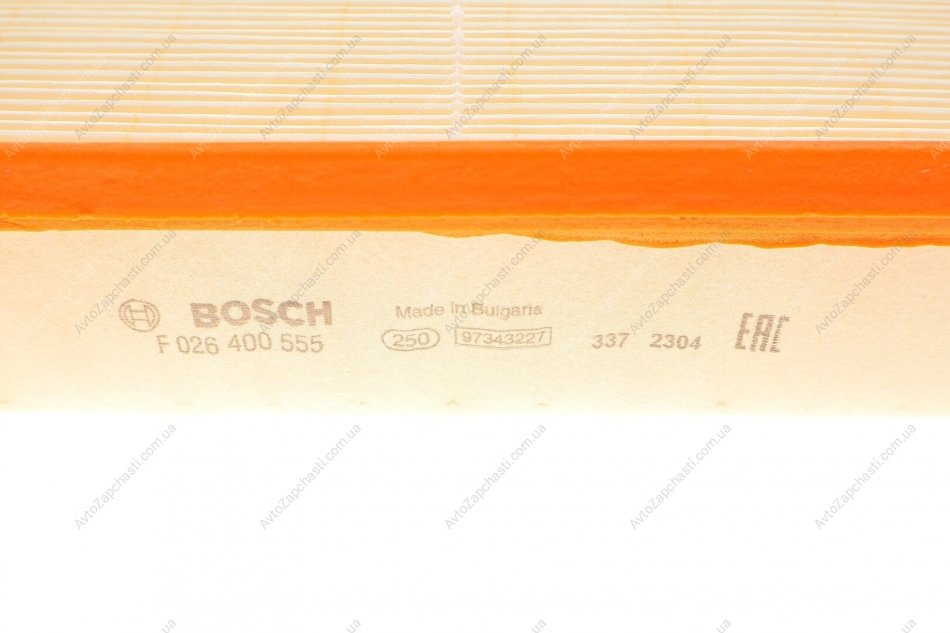 BOSCH
F 026 400 555
Made in Bulgaria
250 97343227
337 2304
EAC
AvtoZapchasti.com.ua